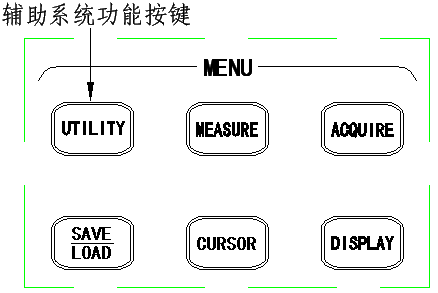 辅助系统功能按键
MENU
UTILITY
MEASURE
ACQUIRE
SAVE
LOAD
CURSOR
DISPLAY